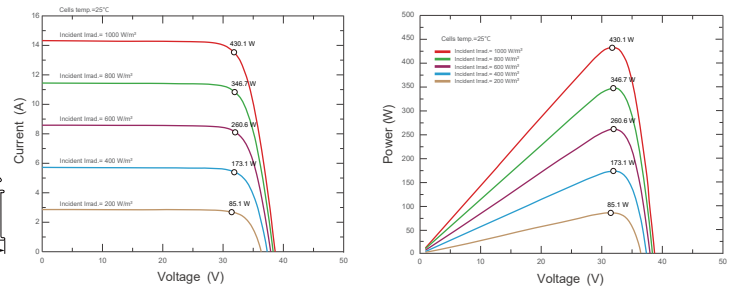 Cells temp.=25°C
16
14
12
10
8
6
4
2
0
Current (A)
Incident Irrad.= 1000 W/m²
430.1 W
Incident Irrad.= 800 W/m²
346.7 W
Incident Irrad.= 600 W/m²
260.6 W
Incident Irrad.= 400 W/m²
173.1 W
Incident Irrad.= 200 W/m²
85.1 W
0 10 20 30 40 50
Voltage (V)
500
450
400
350
300
250
200
150
100
50
0
Power (W)
Cells temp.=25°C
Incident Irrad.= 1000 W/m²
Incident Irrad.= 800 W/m²
Incident Irrad.= 600 W/m²
Incident Irrad.= 400 W/m²
Incident Irrad.= 200 W/m²
430.1 W
346.7 W
260.6 W
173.1 W
85.1 W
0 10 20 30 40 50
Voltage (V)